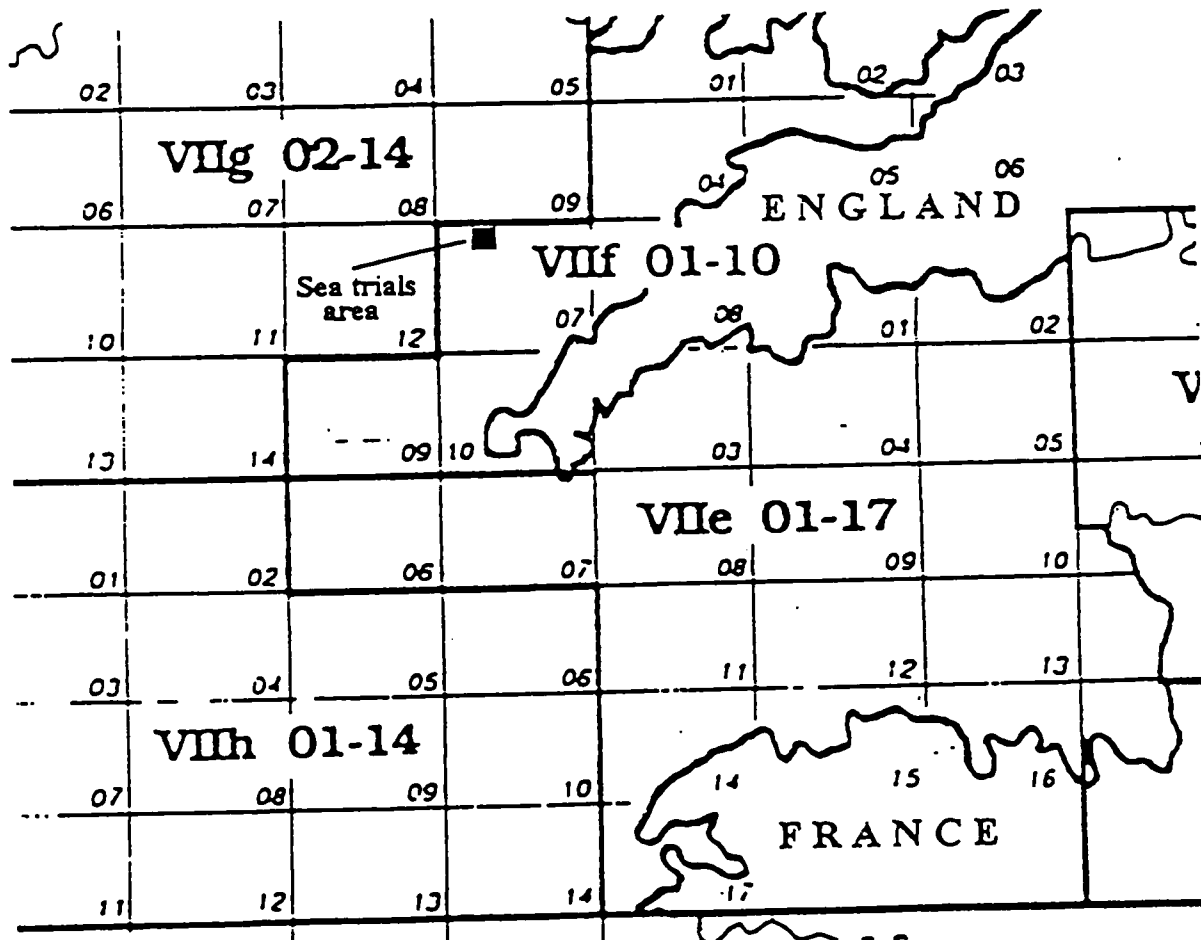 02 03 04 05 01 02 03
VIIg 02-14
04 05 06
06 07 08 09 ENGLAND
VIIf 01-10
Sea trials
area
07 08
10 11 12 01 02
V
13 14 09 10 03 04 05
VIIe 01-17
01 02 06 07 08 09 10
03 04 05 06 11 12 13
VIIh 01-14
07 08 09 10 14 15 16
FRANCE
11 12 13 14 17